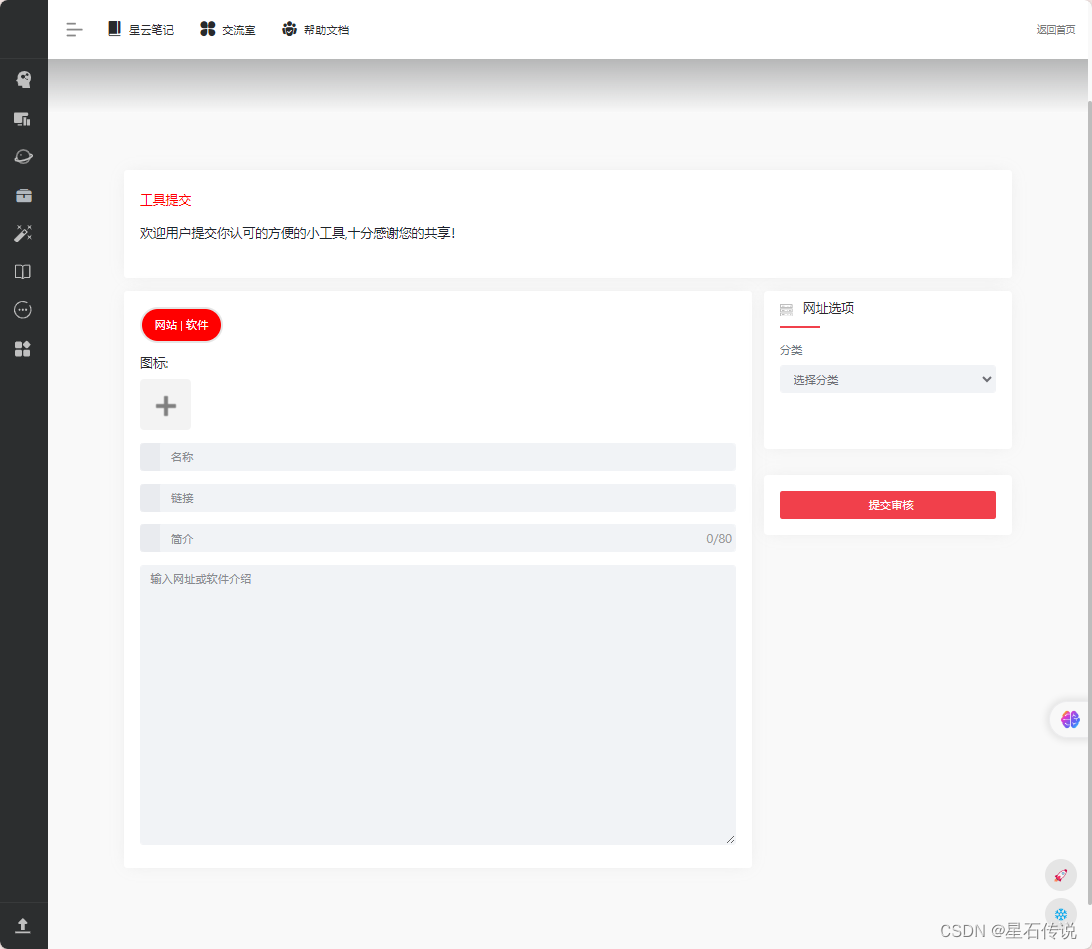 星云笔记
交流室
帮助文档
返回首页
工具提交
欢迎用户提交你认可的方便的小工具,十分感谢您的共享!
网站 | 软件
图标:
名称
链接
简介
0/80
输入网址或软件介绍
网址选项
分类
选择分类
提交审核
CSDN @星石传说